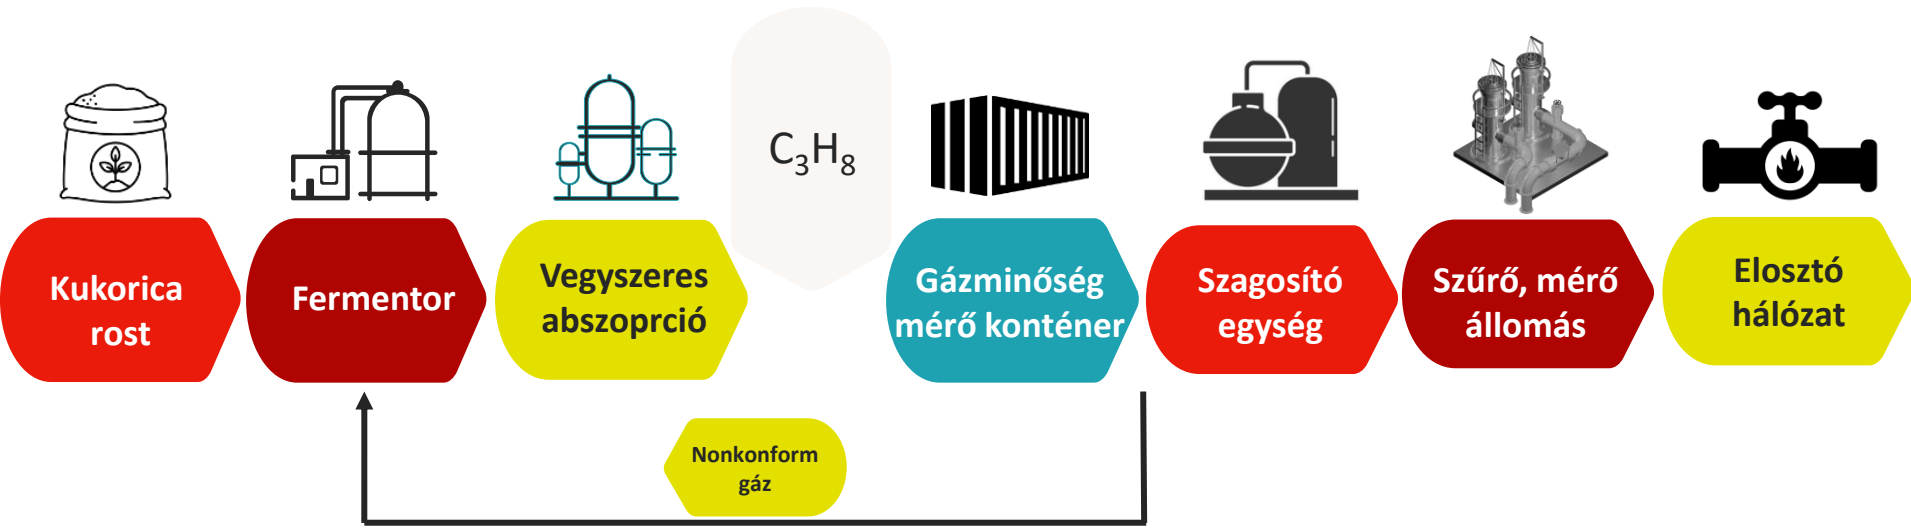 C₃H₈
Kukorica
rost
Fermentor
Vegyszeres
abszoprció
Gázminőség
mérő konténer
Szagosító
egység
Szűrő, mérő
állomás
Elosztó
hálózat
Nonkonform
gáz